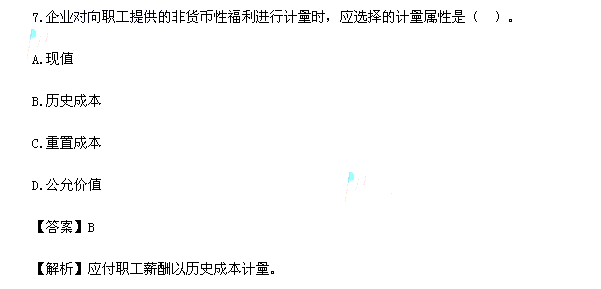 7.企业对向职工提供的非货币性福利进行计量时，应选择的计量属性是（ ）。
A.现值
B.历史成本
C.重置成本
D.公允价值
【答案】B
【解析】应付职工薪酬以历史成本计量。